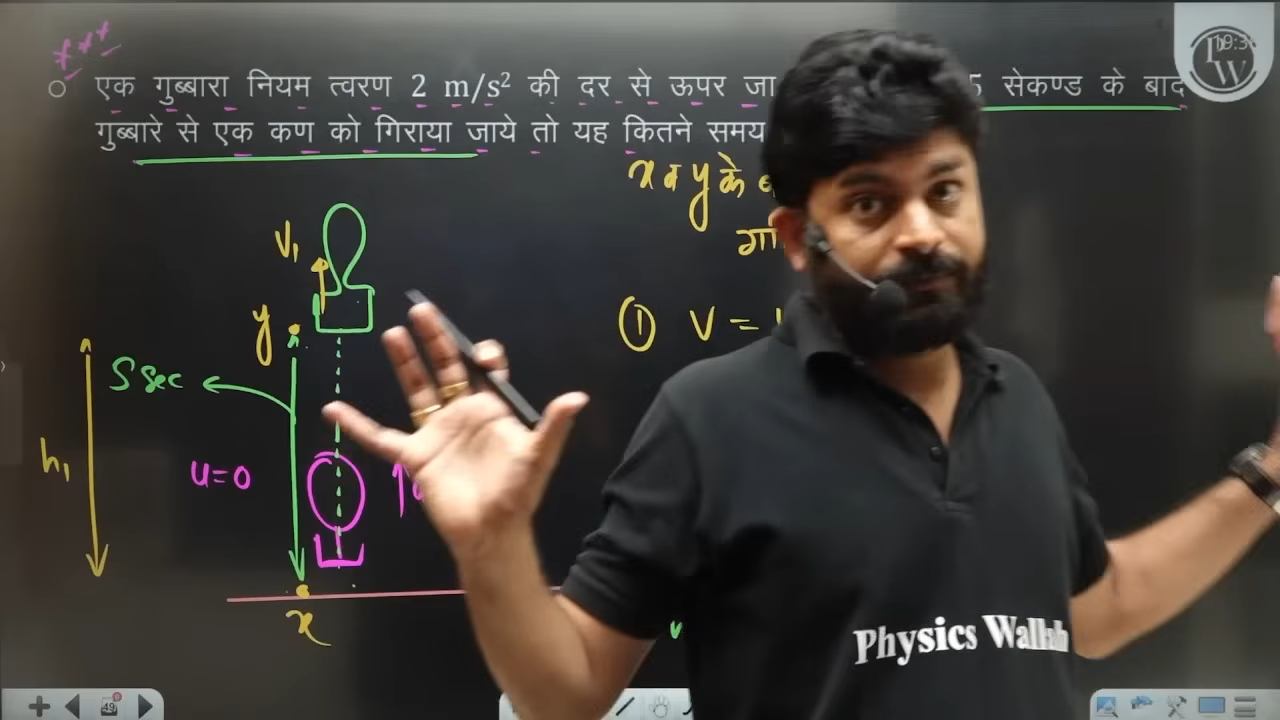 एक गुब्बारा नियम त्वरण 2 m/s² की दर से ऊपर जा 5 सेकण्ड के बाद
गुब्बारे से एक कण को गिराया जाये तो यह कितने समय
x व y के
V₁
y
① V =
5 sec
h₁
u=0
x
Physics Wallah
49